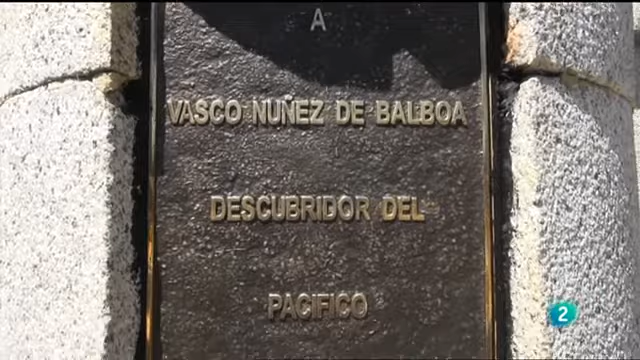 A
VASCO NUÑEZ DE BALBOA
DESCUBRIDOR DEL
PACIFICO
2